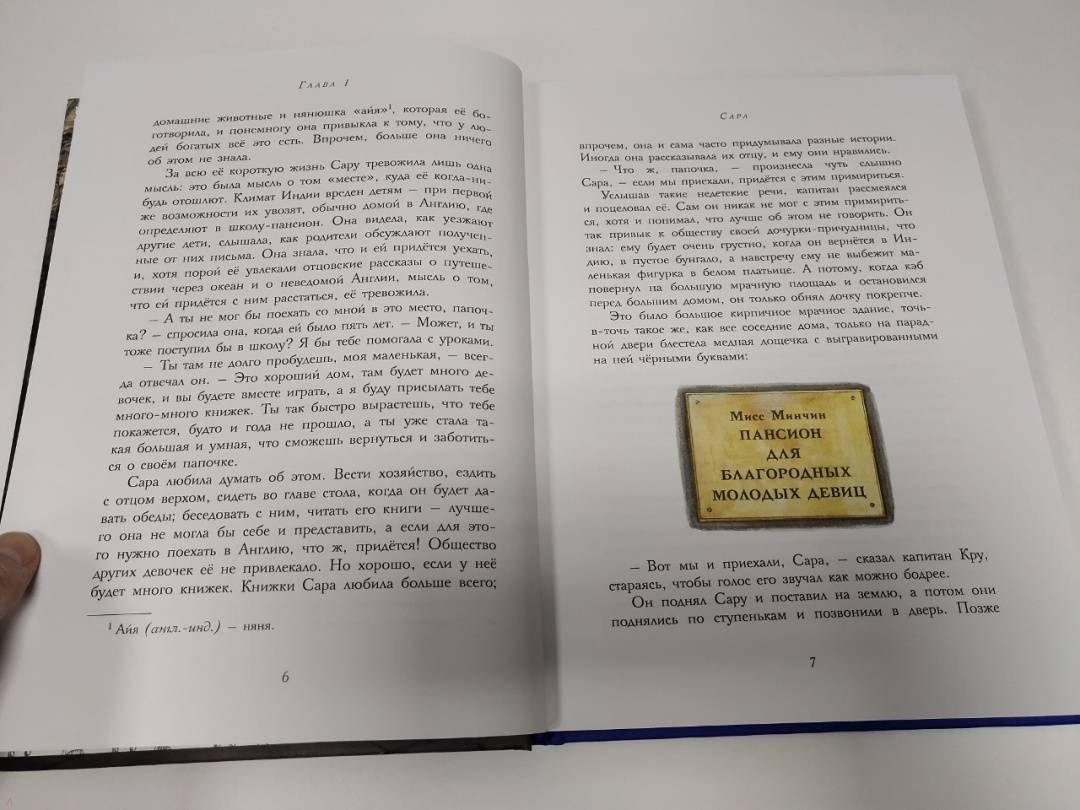 Глава 1
домашние животные и нянюшка «айя»¹, которая её бо-
готворила, и понемногу она привыкла к тому, что у лю-
дей богатых всё это есть. Впрочем, больше она ничего
об этом не знала.
За всю её короткую жизнь Сару тревожила лишь одна
мысль: это была мысль о том «месте», куда её когда-ни-
будь отошлют. Климат Индии вреден детям – при первой
же возможности их увозят, обычно домой в Англию, где
определяют в школу-пансион. Она видела, как уезжают
другие дети, слышала, как родители обсуждают получен-
ные от них письма. Она знала, что и ей придётся уехать,
и, хотя порой её увлекали отцовские рассказы о путеше-
ствии через океан и о неведомой Англии, мысль о том,
что ей придётся с ним расстаться, её тревожила.
– А ты не мог бы поехать со мной в это место, папоч-
ка? – спросила она, когда ей было пять лет. – Может, и ты
тоже поступил бы в школу? Я бы тебе помогала с уроками.
– Ты там не долго пробудешь, моя маленькая, – всег-
да отвечал он. – Это хороший дом, там будет много де-
вочек, и вы будете вместе играть, а я буду присылать тебе
много-много книжек. Ты так быстро вырастешь, что тебе
покажется, будто и года не прошло, а ты уже стала та-
кая большая и умная, что сможешь вернуться и заботить-
ся о своём папочке.
Сара любила думать об этом. Вести хозяйство, ездить
с отцом верхом, сидеть во главе стола, когда он будет да-
вать обеды; беседовать с ним, читать его книги – лучше-
го она не могла бы себе и представить, а если для это-
го нужно поехать в Англию, что ж, придётся! Общество
других девочек её не привлекало. Но хорошо, если у неё
будет много книжек. Книжки Сара любила больше всего;
¹ Айя (англ.-инд.) – няня.
6
Сара
впрочем, она и сама часто придумывала разные истории.
Иногда она рассказывала их отцу, и ему они нравились.
– Что ж, папочка, – произнесла чуть слышно
Сара, – если мы приехали, придётся с этим примириться.
Услышав такие недетские речи, капитан рассмеялся
и поцеловал её. Сам он никак не мог с этим примирить-
ся, хотя и понимал, что лучше об этом не говорить. Он
так привык к обществу своей дочурки-причудницы, что
знал: ему будет очень грустно, когда он вернётся в Ин-
дию, в пустое бунгало, а навстречу ему не выбежит ма-
ленькая фигурка в белом платьице. А потому, когда кэб
повернул на большую мрачную площадь и остановился
перед большим домом, он только обнял дочку покрепче.
Это было большое кирпичное мрачное здание, точь-
в-точь такое же, как все соседние дома, только на парад-
ной двери блестела медная дощечка с выгравированными
на ней чёрными буквами:
Мисс Минчин
ПАНСИОН
ДЛЯ
БЛАГОРОДНЫХ
МОЛОДЫХ ДЕВИЦ
– Вот мы и приехали, Сара, – сказал капитан Кру,
стараясь, чтобы голос его звучал как можно бодрее.
Он поднял Сару и поставил на землю, а потом они
поднялись по ступенькам и позвонили в дверь. Позже
7